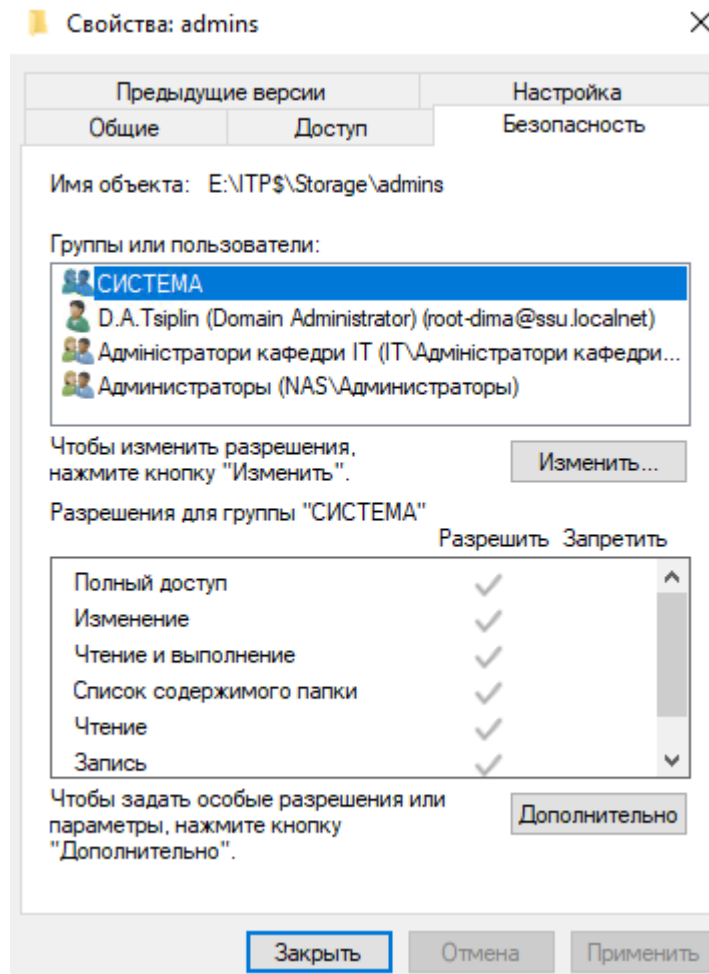 Свойства: admins
Предыдущие версии Настройка
Общие Доступ Безопасность
Имя объекта: E:\ITP$\Storage\admins
Группы или пользователи:
СИСТЕМА
D.A.Tsiplin (Domain Administrator) (root-dima@ssu.localnet)
Адміністратори кафедри ІТ (IT\Адміністратори кафедри...
Администраторы (NAS\Администраторы)
Чтобы изменить разрешения,
нажмите кнопку "Изменить".
Изменить...
Разрешения для группы "СИСТЕМА"
Разрешить Запретить
Полный доступ
Изменение
Чтение и выполнение
Список содержимого папки
Чтение
Запись
Чтобы задать особые разрешения или
параметры, нажмите кнопку
"Дополнительно".
Дополнительно
Закрыть Отмена Применить